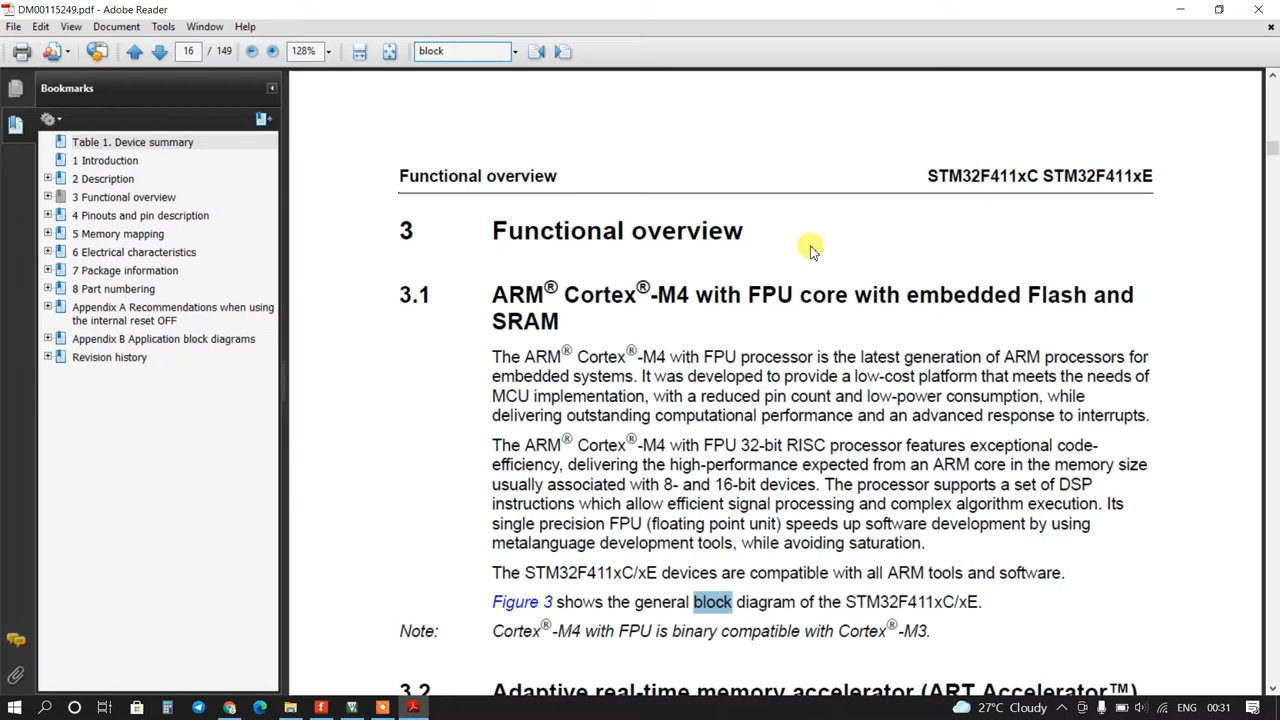 DM00115249.pdf - Adobe Reader
File Edit View Document Tools Window Help
16 / 149 128% block
Bookmarks
Table 1. Device summary
1 Introduction
2 Description
3 Functional overview
4 Pinouts and pin description
5 Memory mapping
6 Electrical characteristics
7 Package information
8 Part numbering
Appendix A Recommendations when using
the internal reset OFF
Appendix B Application block diagrams
Revision history
Functional overview STM32F411xC STM32F411xE
3 Functional overview
3.1 ARM® Cortex®-M4 with FPU core with embedded Flash and
SRAM
The ARM® Cortex®-M4 with FPU processor is the latest generation of ARM processors for
embedded systems. It was developed to provide a low-cost platform that meets the needs of
MCU implementation, with a reduced pin count and low-power consumption, while
delivering outstanding computational performance and an advanced response to interrupts.
The ARM® Cortex®-M4 with FPU 32-bit RISC processor features exceptional code-
efficiency, delivering the high-performance expected from an ARM core in the memory size
usually associated with 8- and 16-bit devices. The processor supports a set of DSP
instructions which allow efficient signal processing and complex algorithm execution. Its
single precision FPU (floating point unit) speeds up software development by using
metalanguage development tools, while avoiding saturation.
The STM32F411xC/xE devices are compatible with all ARM tools and software.
Figure 3 shows the general block diagram of the STM32F411xC/xE.
Note: Cortex®-M4 with FPU is binary compatible with Cortex®-M3.
3.2 Adaptive real-time memory accelerator (ART Accelerator™)
27°C Cloudy ENG 00:31